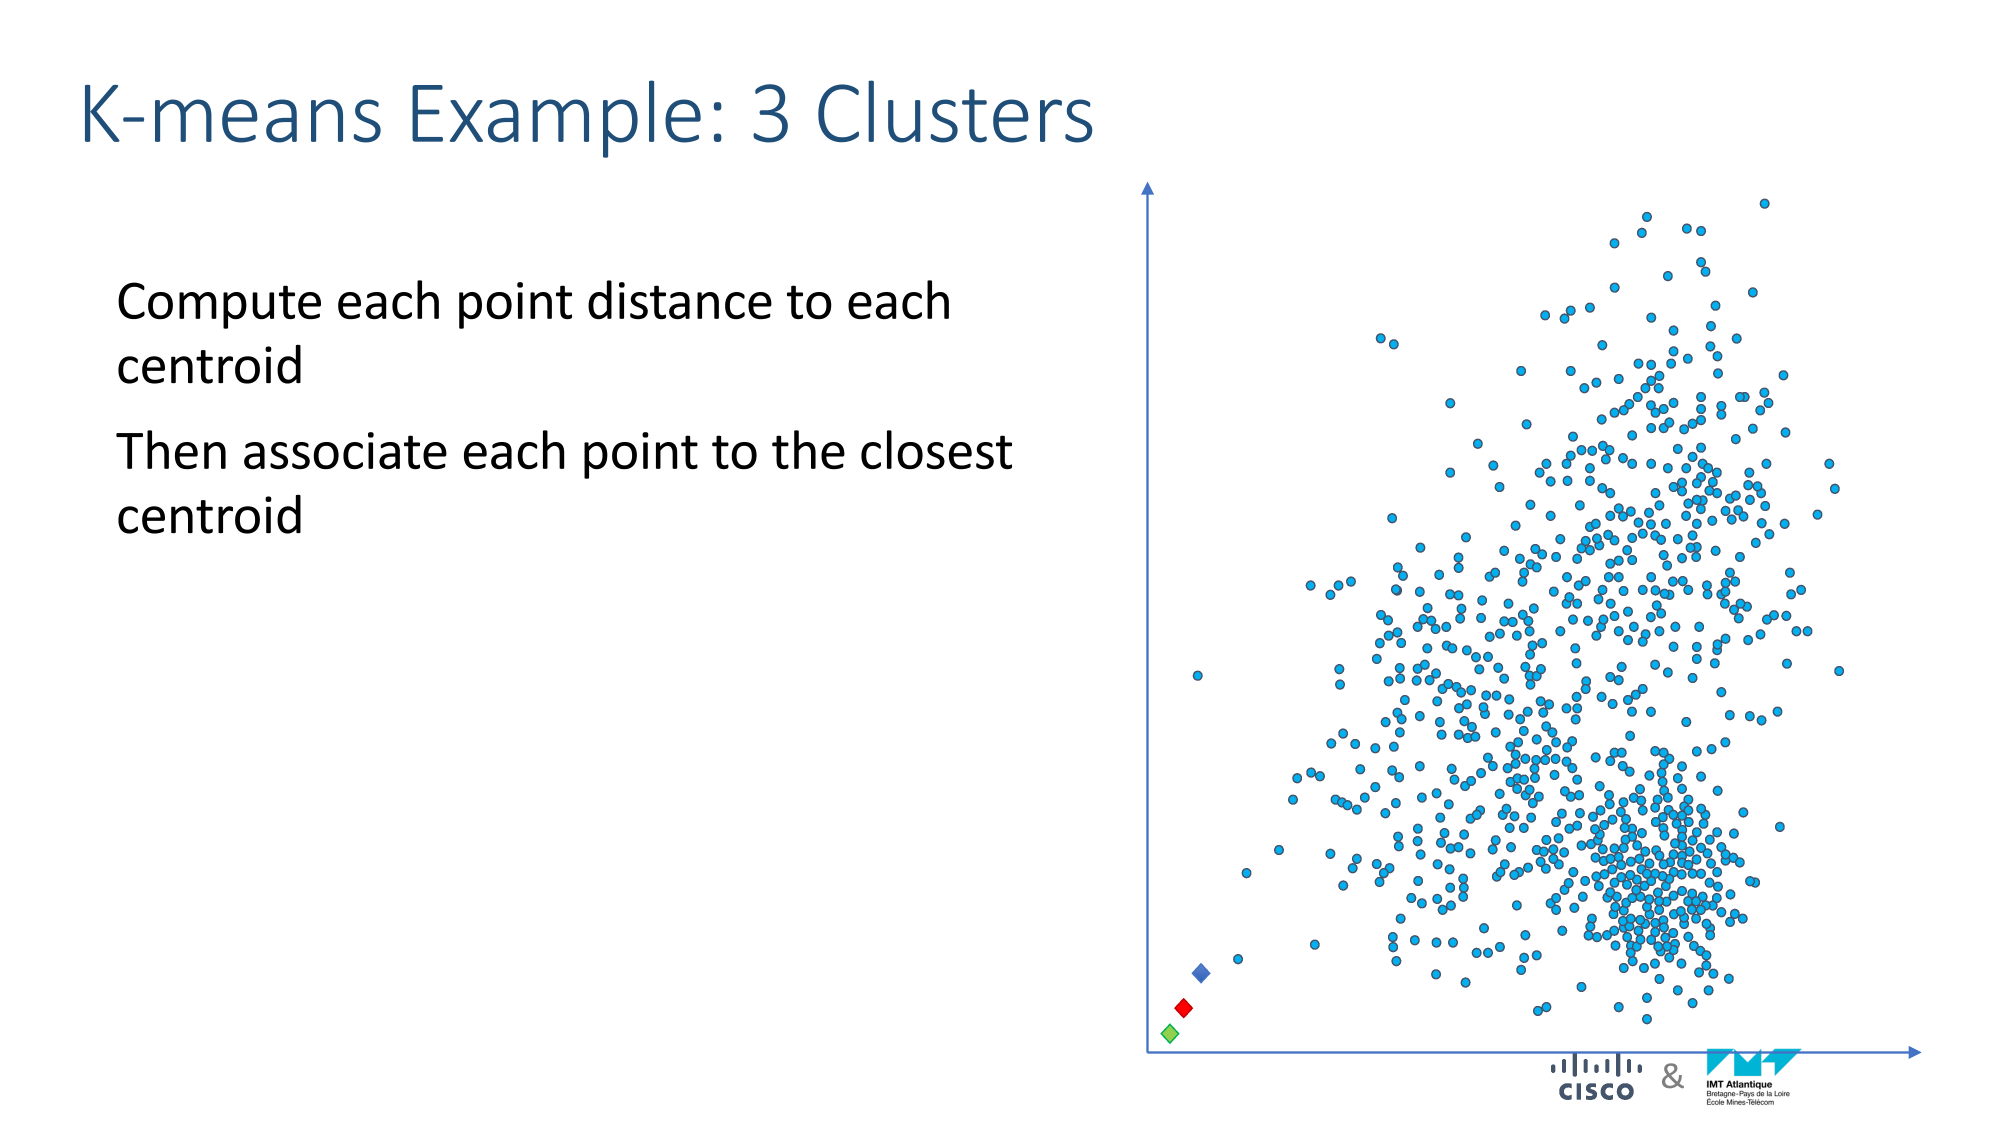 K-means Example: 3 Clusters
Compute each point distance to each
centroid
Then associate each point to the closest
centroid
CISCO
&
IMT Atlantique
Bretagne-Pays de la Loire
École Mines-Télécom